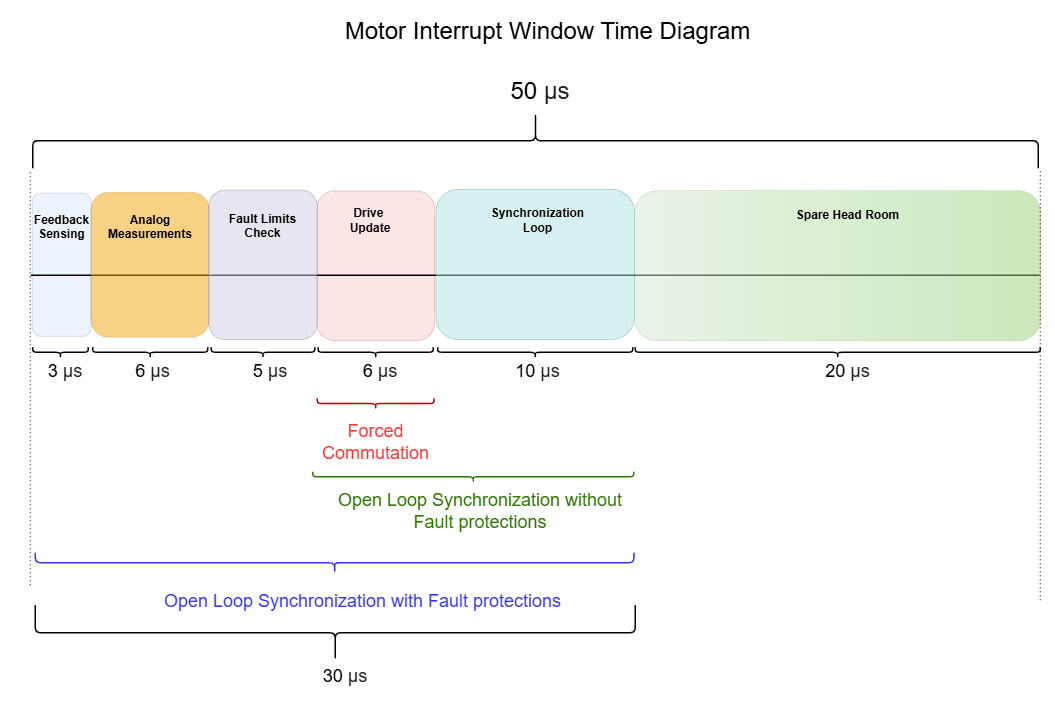 Motor Interrupt Window Time Diagram
50 µs
Feedback
Sensing
Analog
Measurements
Fault Limits
Check
Drive
Update
Synchronization
Loop
Spare Head Room
3 µs
6 µs
5 µs
6 µs
10 µs
20 µs
Forced
Commutation
Open Loop Synchronization without
Fault protections
Open Loop Synchronization with Fault protections
30 µs